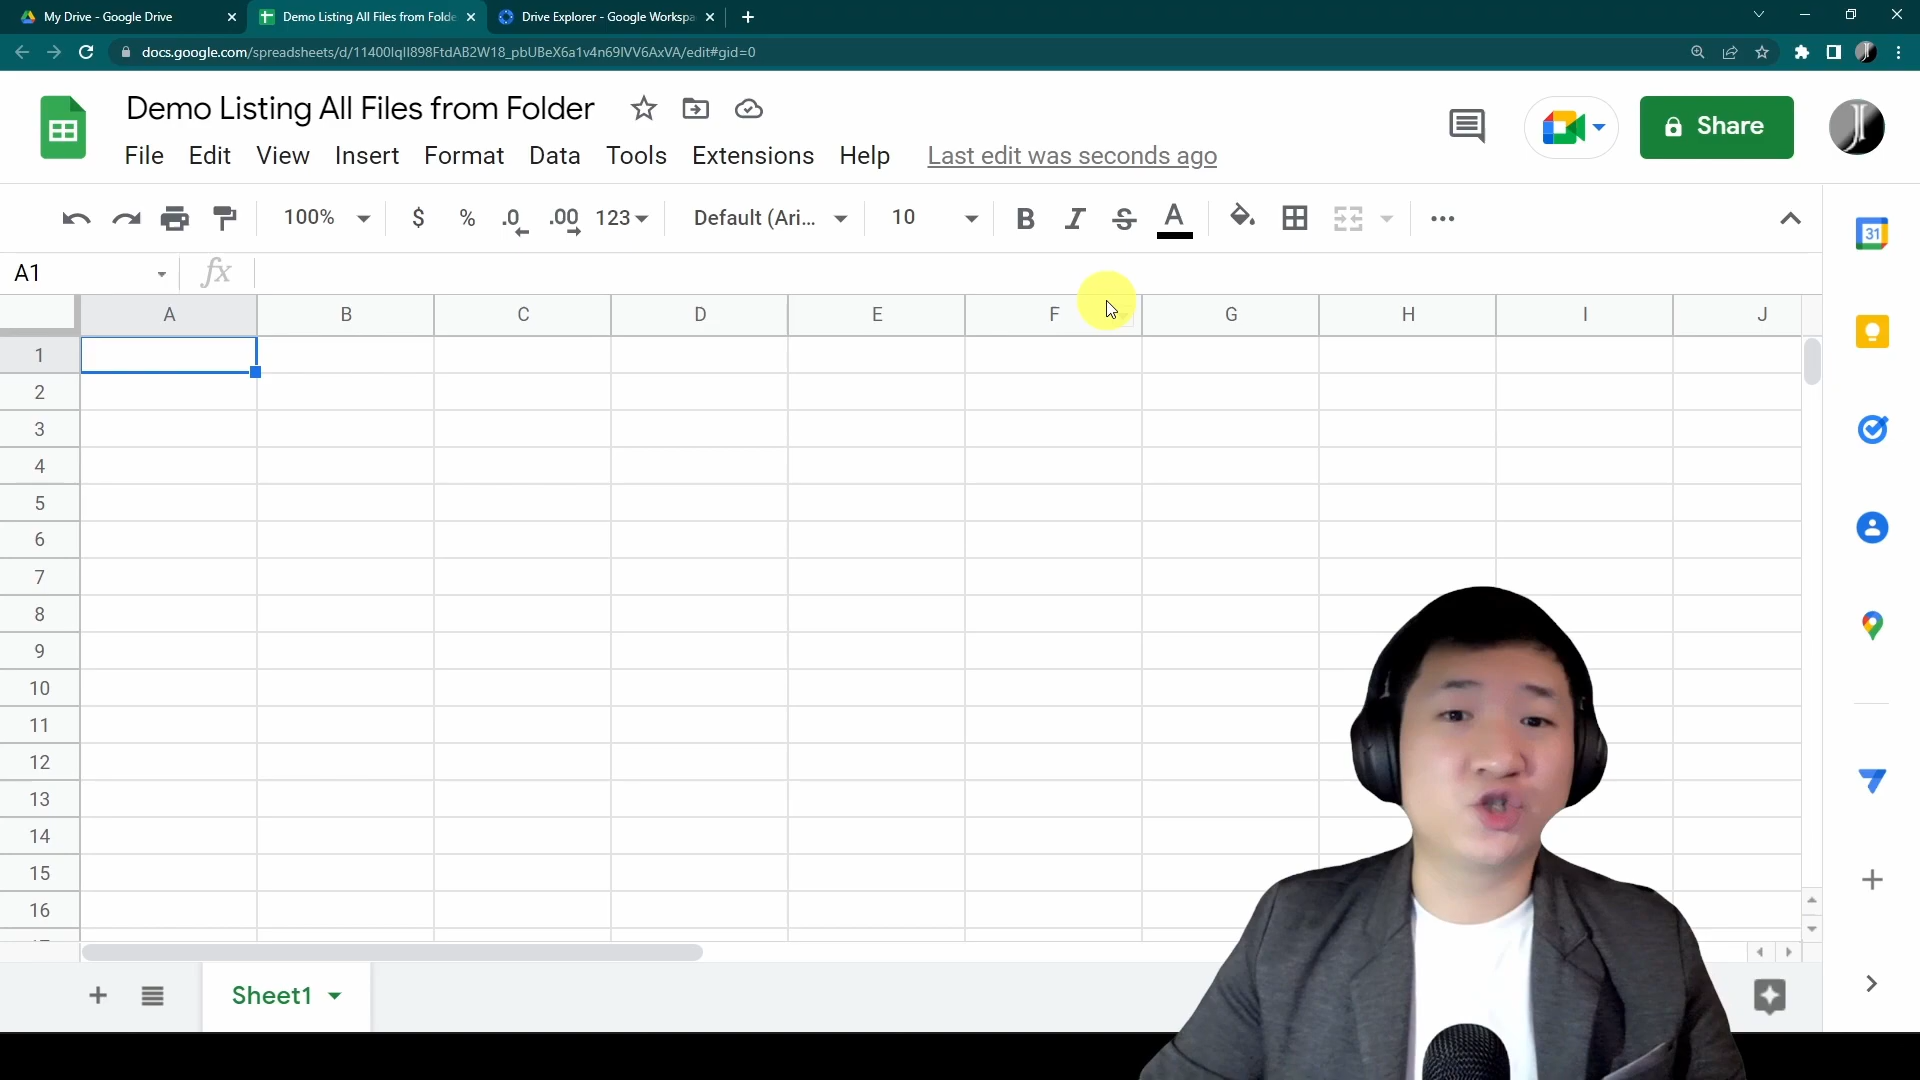 My Drive - Google Drive
Demo Listing All Files from Folde
Drive Explorer - Google Workspa
docs.google.com/spreadsheets/d/11400lqlI898FtdAB2W18_pbUBeX6a1v4n69IVV6AxVA/edit#gid=0
Demo Listing All Files from Folder
File Edit View Insert Format Data Tools Extensions Help Last edit was seconds ago
Share
100% $ % .0 .00 123 Default (Ari... 10 B I S A
31
A1 fx
A B C D E F G H I J
1
2
3
4
5
6
7
8
9
10
11
12
13
14
15
16
Sheet1